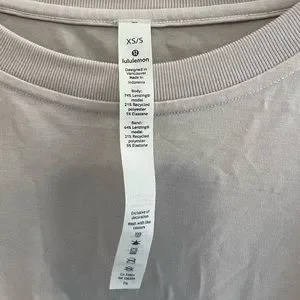 XS/S
lululemon
Designed in
Vancouver
Made in:
Indonesia
Body:
74% Lenzing®
modal
21% Recycled
polyester
5% Elastane
Band:
64% Lenzing®
modal
31% Recycled
polyester
5% Elastane
Exclusive of
decoration
Wash with like
colours